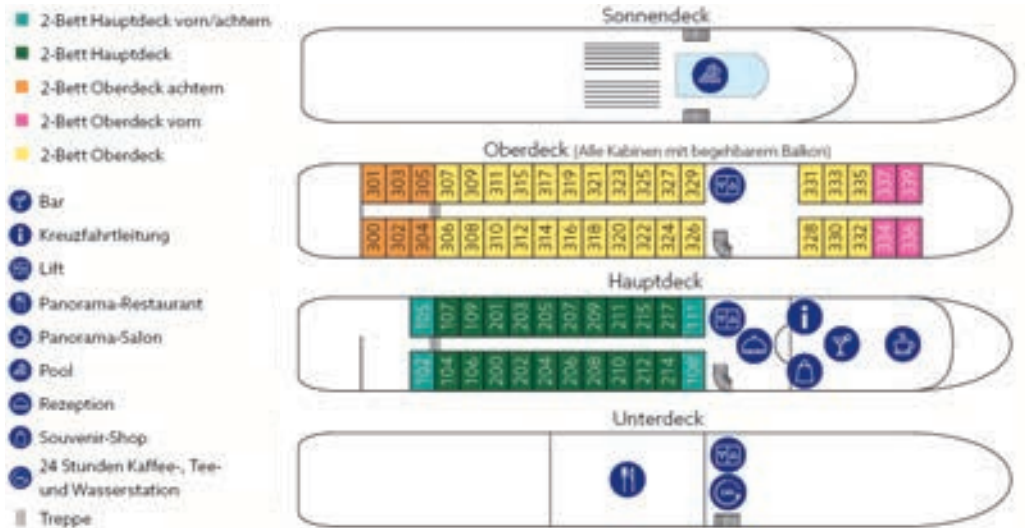 2-Bett Hauptdeck vorn/achtern
2-Bett Hauptdeck
2-Bett Oberdeck achtern
2-Bett Oberdeck vorn
2-Bett Oberdeck
Bar
Kreuzfahrtleitung
Lift
Panorama-Restaurant
Panorama-Salon
Pool
Rezeption
Souvenir-Shop
24 Stunden Kaffee-, Tee-
und Wasserstation
Treppe
Sonnendeck
Oberdeck (Alle Kabinen mit begehbarem Balkon)
301 303 305 307 309 311 315 317 319 321 323 325 327 329 331 333 335 337 339
300 302 304 306 308 310 312 314 316 318 320 322 324 326 328 330 332 334 336
Hauptdeck
105 107 109 201 203 205 207 209 211 215 217 111
102 104 106 200 202 204 206 208 210 212 214 108
Unterdeck